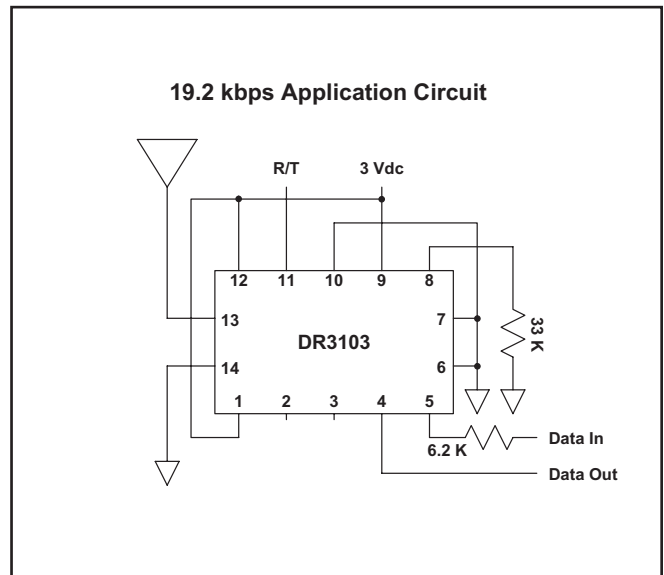 19.2 kbps Application Circuit
R/T
3 Vdc
12
11
10
9
8
13
7
33 K
DR3103
14
6
1
2
3
4
5
Data In
6.2 K
Data Out